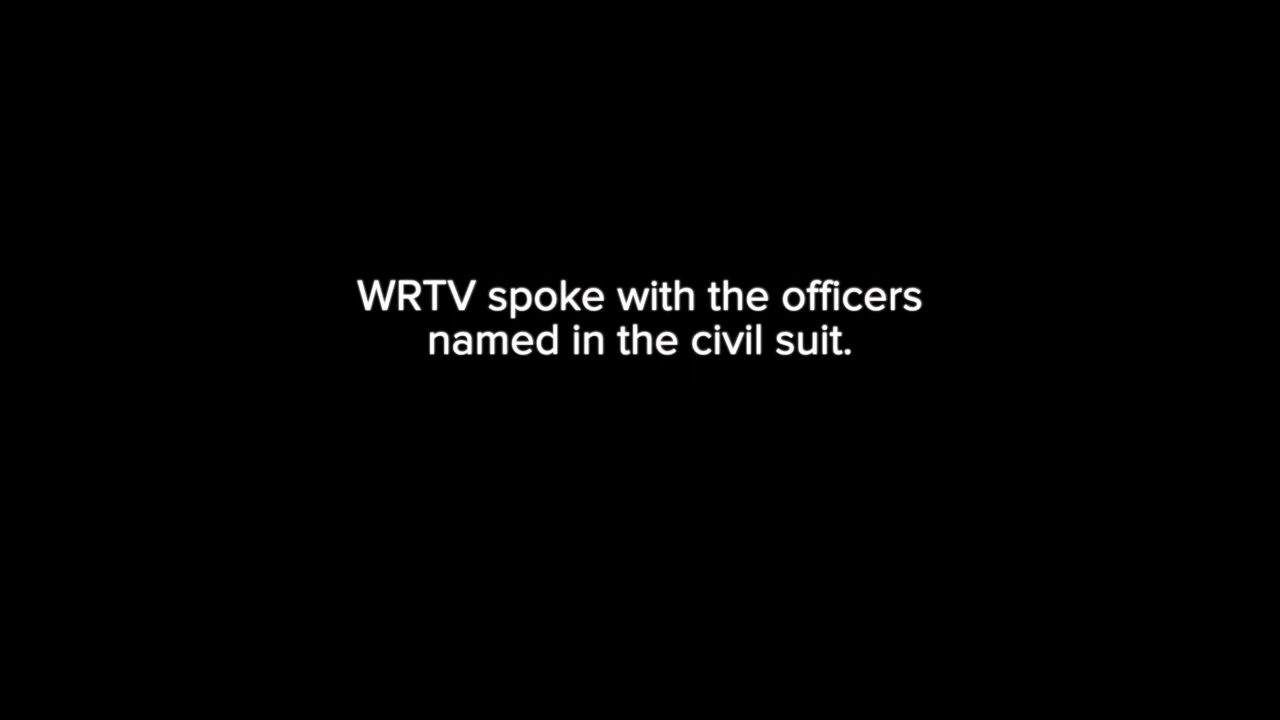 WRTV spoke with the officers
named in the civil suit.